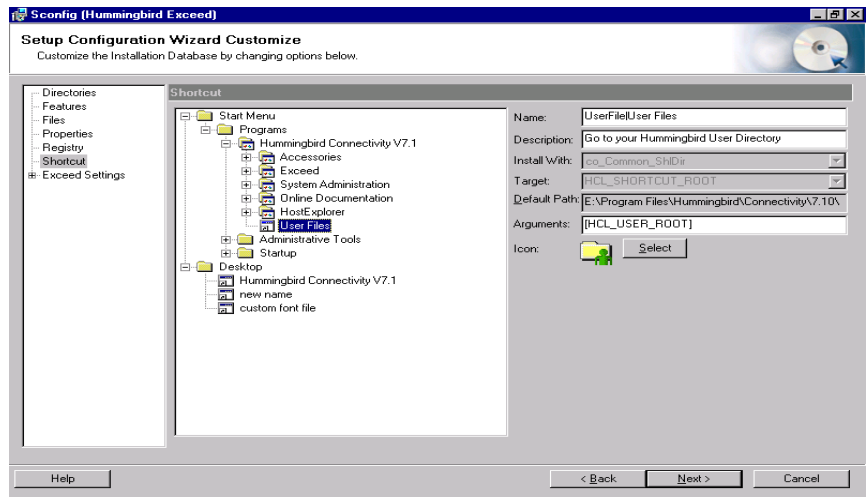 Sconfig (Hummingbird Exceed)
Setup Configuration Wizard Customize
Customize the Installation Database by changing options below.
Directories
Features
Files
Properties
Registry
Shortcut
Exceed Settings
Shortcut
Start Menu
Programs
Hummingbird Connectivity V7.1
Accessories
Exceed
System Administration
Online Documentation
HostExplorer
User Files
Administrative Tools
Startup
Desktop
Hummingbird Connectivity V7.1
new name
custom font file
Name: UserFile|User Files
Description: Go to your Hummingbird User Directory
Install With: co_Common_ShlDir
Target: HCL_SHORTCUT_ROOT
Default Path: E:\Program Files\Hummingbird\Connectivity\7.10\
Arguments: [HCL_USER_ROOT]
Icon: Select
Help
< Back
Next >
Cancel